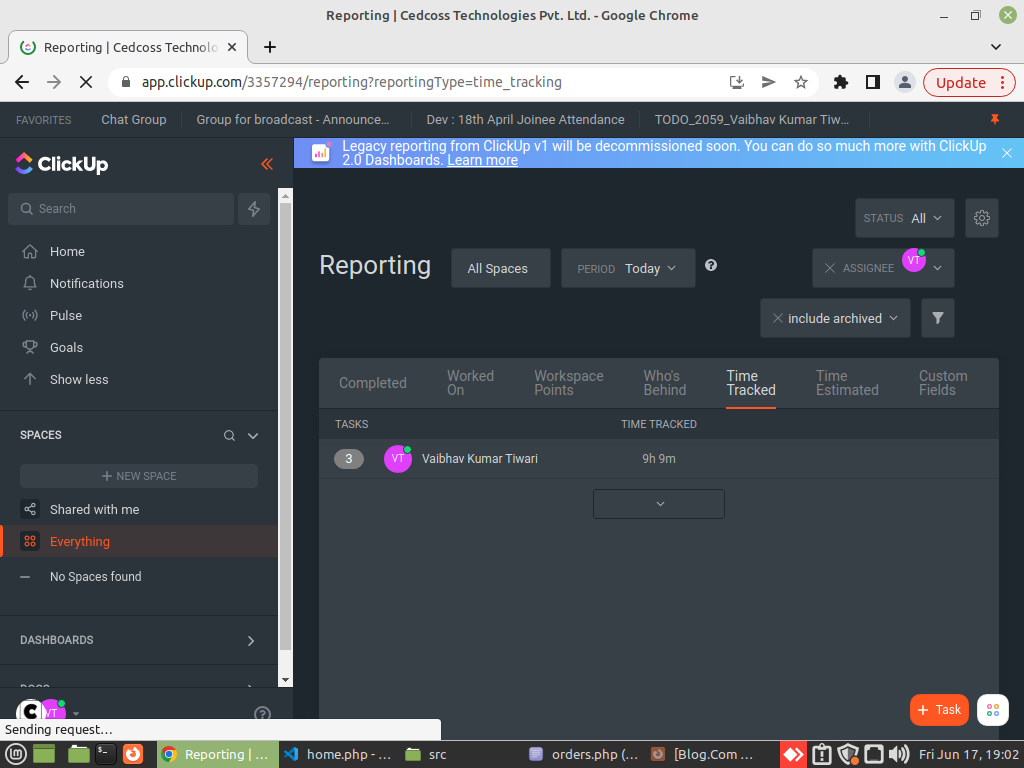 Reporting | Cedcoss Technologies Pvt. Ltd. - Google Chrome
Reporting | Cedcoss Technolo
app.clickup.com/3357294/reporting?reportingType=time_tracking
Update
FAVORITES
Chat Group
Group for broadcast - Announce...
Dev : 18th April Joinee Attendance
TODO_2059_Vaibhav Kumar Tiw...
ClickUp
Legacy reporting from ClickUp v1 will be decommissioned soon. You can do so much more with ClickUp
2.0 Dashboards. Learn more
Search
Home
Notifications
Pulse
Goals
Show less
SPACES
+ NEW SPACE
Shared with me
Everything
No Spaces found
DASHBOARDS
DOCS
C
VT
Sending request...
STATUS All
Reporting
All Spaces
PERIOD Today
?
ASSIGNEE VT
include archived
Completed
Worked
On
Workspace
Points
Who's
Behind
Time
Tracked
Time
Estimated
Custom
Fields
TASKS
TIME TRACKED
3
VT
Vaibhav Kumar Tiwari
9h 9m
+ Task
Reporting | ...
home.php - ...
src
orders.php (...
[Blog.Com ...
Fri Jun 17, 19:02